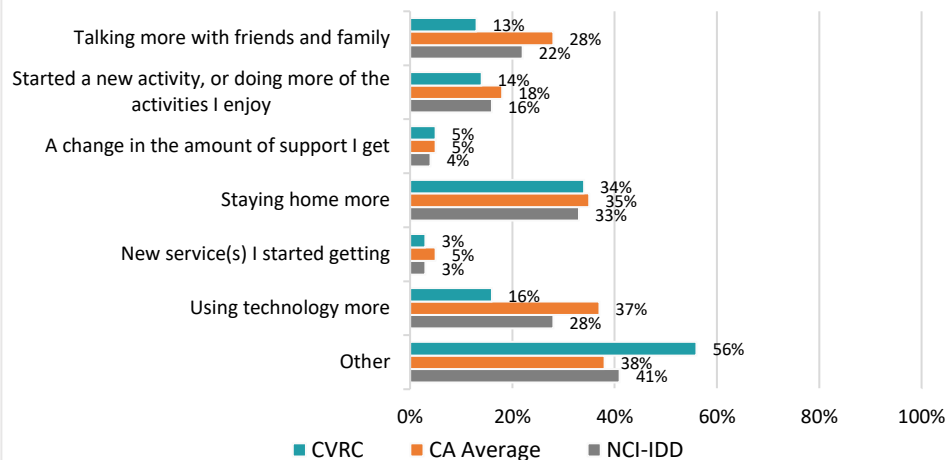 Talking more with friends and family
13%
28%
22%
Started a new activity, or doing more of the
activities I enjoy
14%
18%
16%
A change in the amount of support I get
5%
5%
4%
Staying home more
34%
35%
33%
New service(s) I started getting
3%
5%
3%
Using technology more
16%
37%
28%
Other
56%
38%
41%
0% 20% 40% 60% 80% 100%
CVRC CA Average NCI-IDD